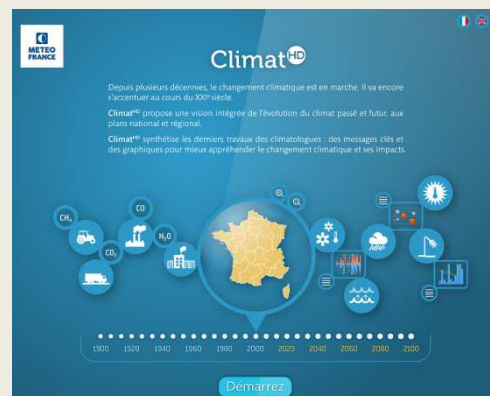 METEO
FRANCE
Climat HD
Depuis plusieurs décennies, le changement climatique est en marche. Il va encore
s'accentuer au cours du XXIe siècle.
ClimatHD propose une vision intégrée de l'évolution du climat passé et futur, aux
plans national et régional.
ClimatHD synthétise les derniers travaux des climatologues : des messages clés et
des graphiques pour mieux appréhender le changement climatique et ses impacts.
CH4
CO
CO2
N2O
1900 1920 1940 1960 1980 2000 2020 2040 2060 2080 2100
Démarrez